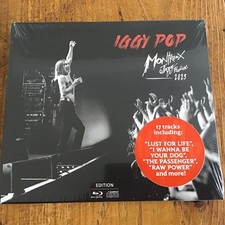 IGGY POP
Montreux
Jazz Festival
2023
17 tracks
including:
"LUST FOR LIFE",
"I WANNA BE
YOUR DOG",
"THE PASSENGER",
"RAW POWER"
and more!
EDITION